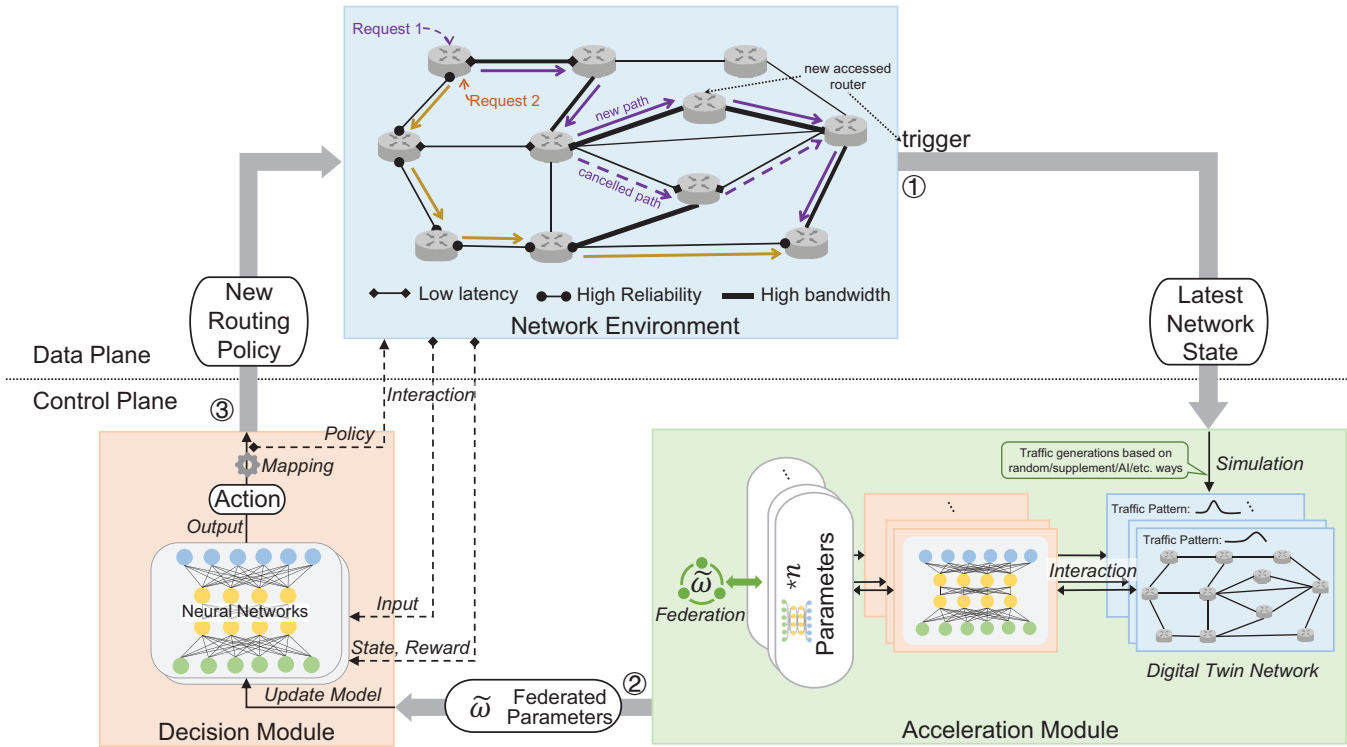 Request 1
Request 2
new path
cancelled path
new accessed
router
trigger
①
Low latency
High Reliability
High bandwidth
Network Environment
New
Routing
Policy
Latest
Network
State
Data Plane
Control Plane
③
Interaction
Policy
Mapping
Action
Output
Neural Networks
Input
State, Reward
Update Model
Decision Module
ω̃ Federated
Parameters
②
Traffic generations based on
random/supplement/AI/etc. ways
Simulation
Traffic Pattern:
Traffic Pattern:
ω̃
Federation
*n
Parameters
Interaction
Digital Twin Network
Acceleration Module